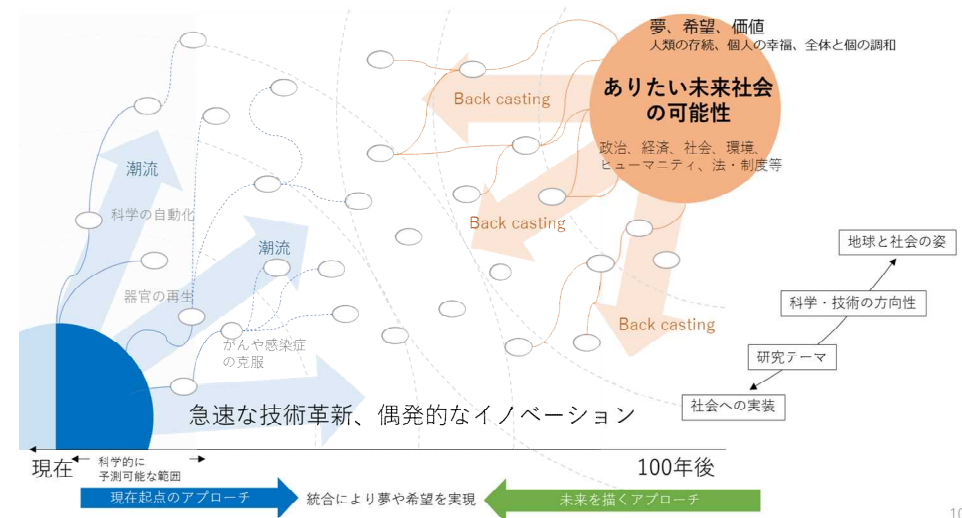 夢、希望、価値
人類の存続、個人の幸福、全体と個の調和
ありたい未来社会
の可能性
政治、経済、社会、環境、
ヒューマニティ、法・制度等
Back casting
Back casting
Back casting
潮流
科学の自動化
潮流
器官の再生
がんや感染症
の克服
地球と社会の姿
科学・技術の方向性
研究テーマ
社会への実装
急速な技術革新、偶発的なイノベーション
現在
科学的に
予測可能な範囲
100年後
現在起点のアプローチ
統合により夢や希望を実現
未来を描くアプローチ
10